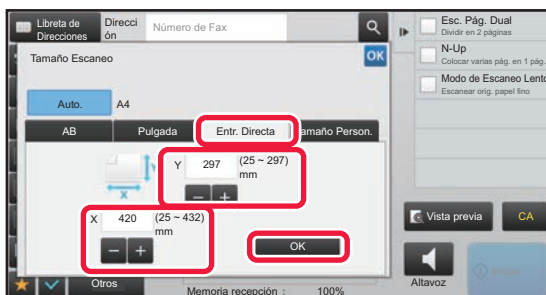 Libreta de
Direcciones
Direcci
ón
Número de Fax
Esc. Pág. Dual
Dividir en 2 páginas
N-Up
Colocar varias pág. en 1 pág.
Modo de Escaneo Lento
Escanear orig. papel fino
Tamaño Escaneo
OK
Auto.
A4
AB
Pulgada
Entr. Directa
Tamaño Person.
Y
Y
297
(25 ~ 297)
mm
X
X
420
(25 ~ 432)
mm
OK
Vista previa
CA
Otros
Memoria recepción :
100%
Altavoz